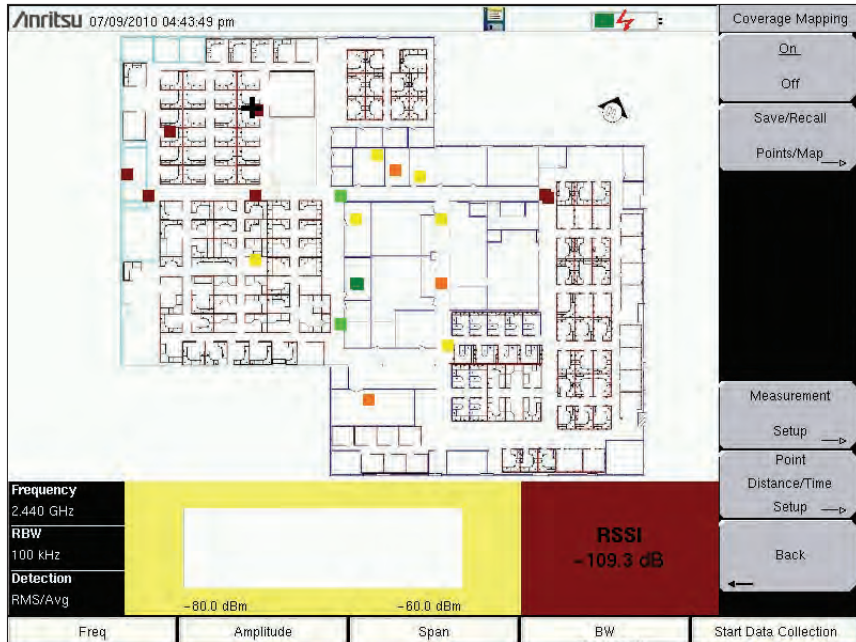 Anritsu 07/09/2010 04:43:49 pm
Coverage Mapping
On
Off
Save/Recall
Points/Map
Measurement
Setup
Point
Distance/Time
Setup
Back
Frequency
2.440 GHz
RBW
100 kHz
Detection
RMS/Avg
-80.0 dBm
-60.0 dBm
RSSI
-109.3 dB
Freq
Amplitude
Span
BW
Start Data Collection